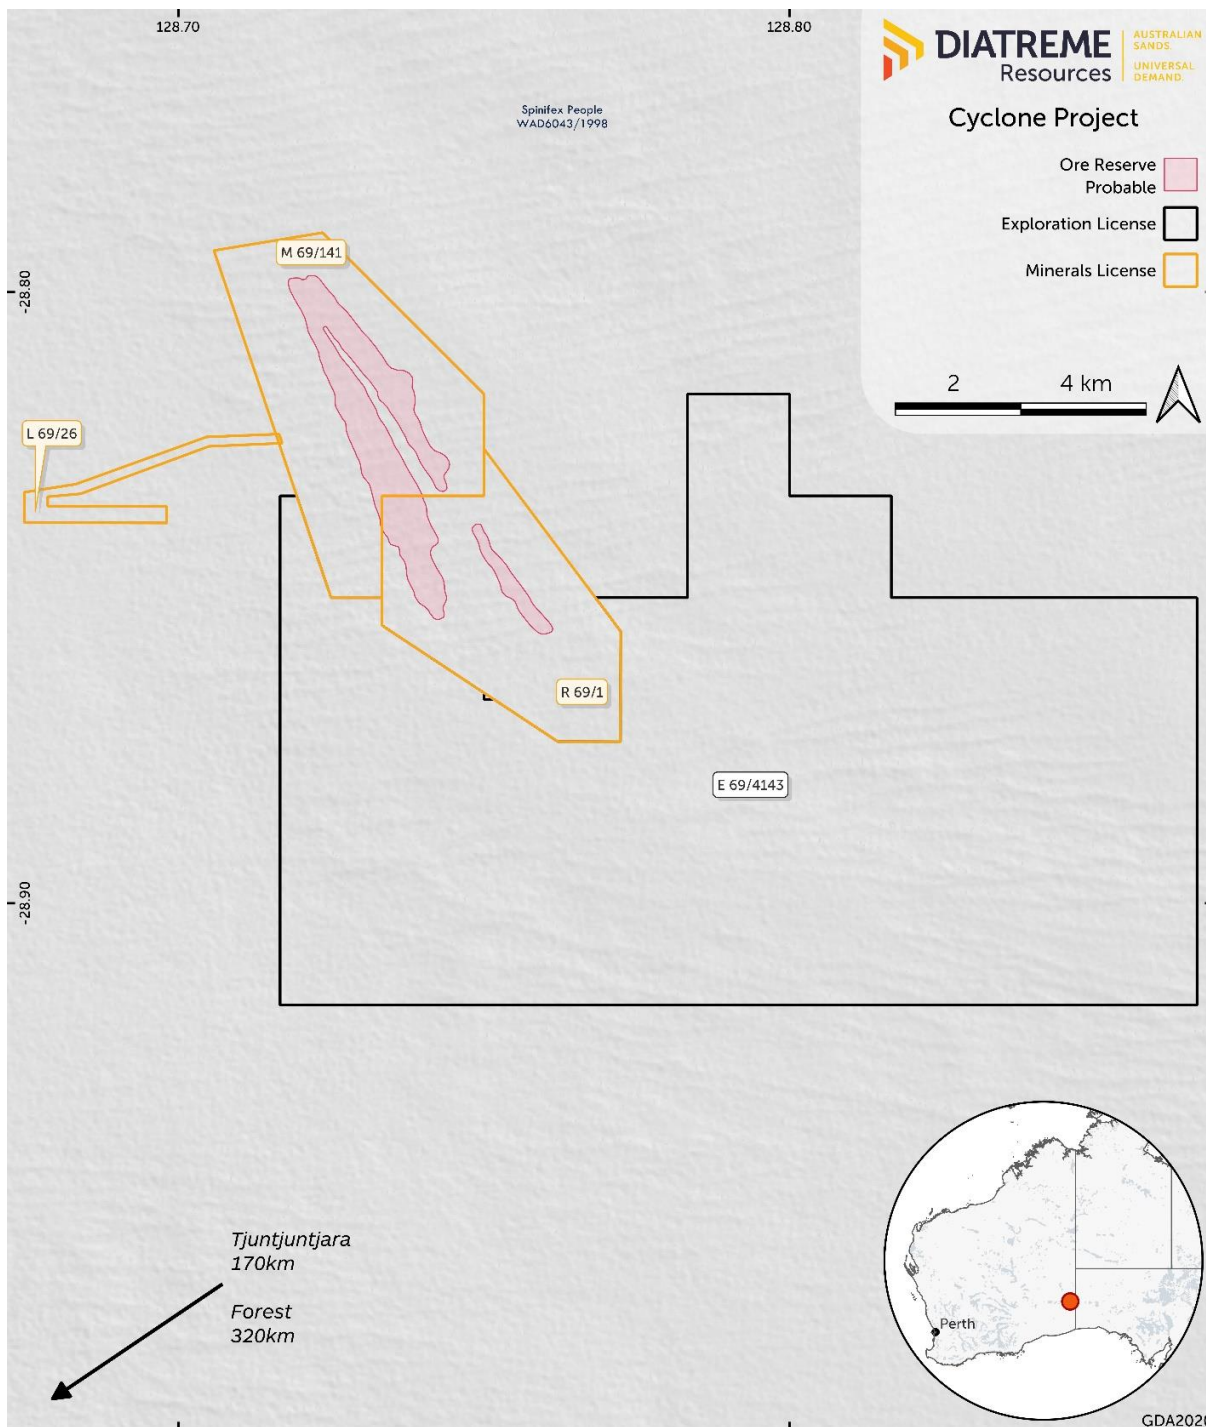 128.70
128.80
DIATREME
Resources
AUSTRALIAN
SANDS.
UNIVERSAL
DEMAND.
Spinifex People
WAD6043/1998
Cyclone Project
Ore Reserve
Probable
Exploration License
Minerals License
M 69/141
-28.80
2
4 km
L 69/26
R 69/1
E 69/4143
-28.90
Tjuntjuntjara
170km
Forest
320km
Perth
GDA2020